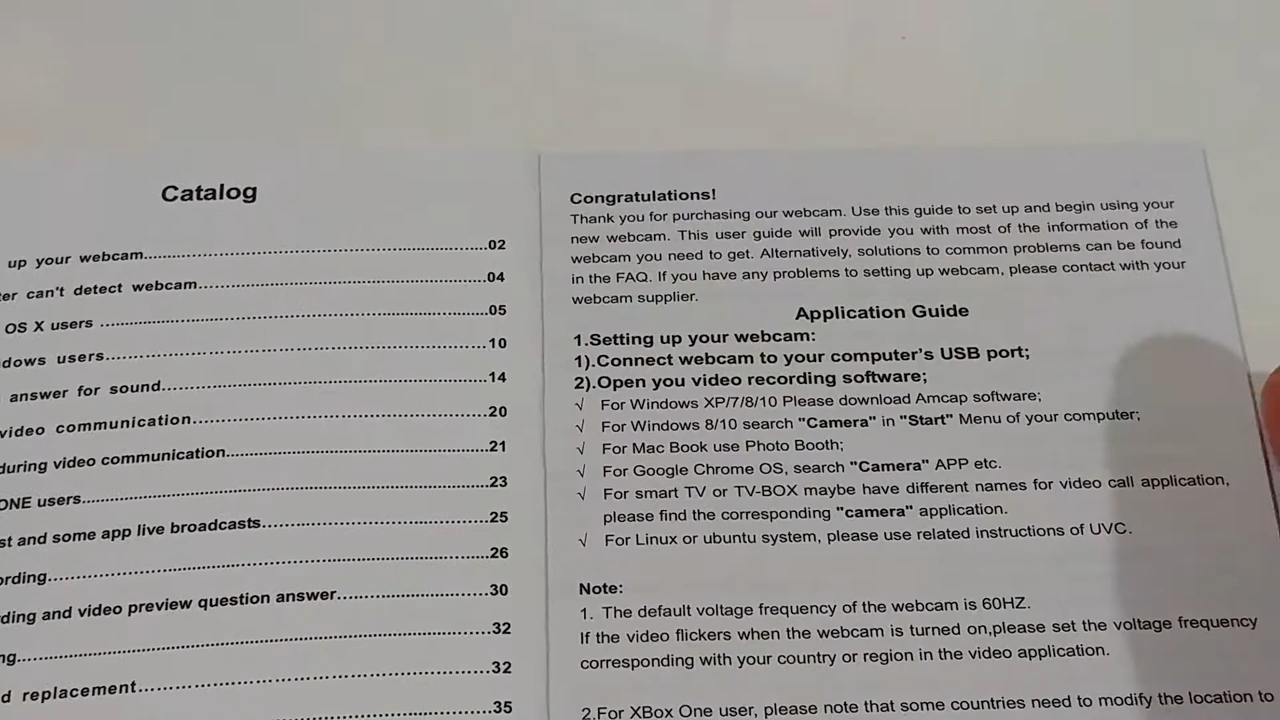 Catalog
up your webcam..........02
can't detect webcam..........04
OS X users ..........05
users..........10
answer for sound..........14
video communication..........20
during video communication..........21
ONE users..........23
and some app live broadcasts..........25
..........26
and video preview question answer..........30
..........32
replacement..........32
..........35
Congratulations!
Thank you for purchasing our webcam. Use this guide to set up and begin using your
new webcam. This user guide will provide you with most of the information of the
webcam you need to get. Alternatively, solutions to common problems can be found
in the FAQ. If you have any problems to setting up webcam, please contact with your
webcam supplier.
Application Guide
1.Setting up your webcam:
1).Connect webcam to your computer's USB port;
2).Open you video recording software;
√ For Windows XP/7/8/10 Please download Amcap software;
√ For Windows 8/10 search "Camera" in "Start" Menu of your computer;
√ For Mac Book use Photo Booth;
√ For Google Chrome OS, search "Camera" APP etc.
√ For smart TV or TV-BOX maybe have different names for video call application,
please find the corresponding "camera" application.
√ For Linux or ubuntu system, please use related instructions of UVC.
Note:
1. The default voltage frequency of the webcam is 60HZ.
If the video flickers when the webcam is turned on,please set the voltage frequency
corresponding with your country or region in the video application.
2.For XBox One user, please note that some countries need to modify the location to